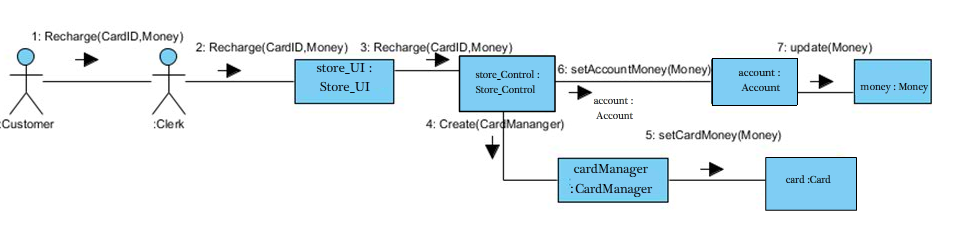 1: Recharge(CardID,Money)
2: Recharge(CardID,Money)
3: Recharge(CardID,Money)
7: update(Money)
:Customer
:Clerk
store_UI :
Store_UI
store_Control :
Store_Control
6: setAccountMoney(Money)
account :
Account
account :
Account
money : Money
4: Create(CardMananger)
5: setCardMoney(Money)
cardManager
:CardManager
card :Card